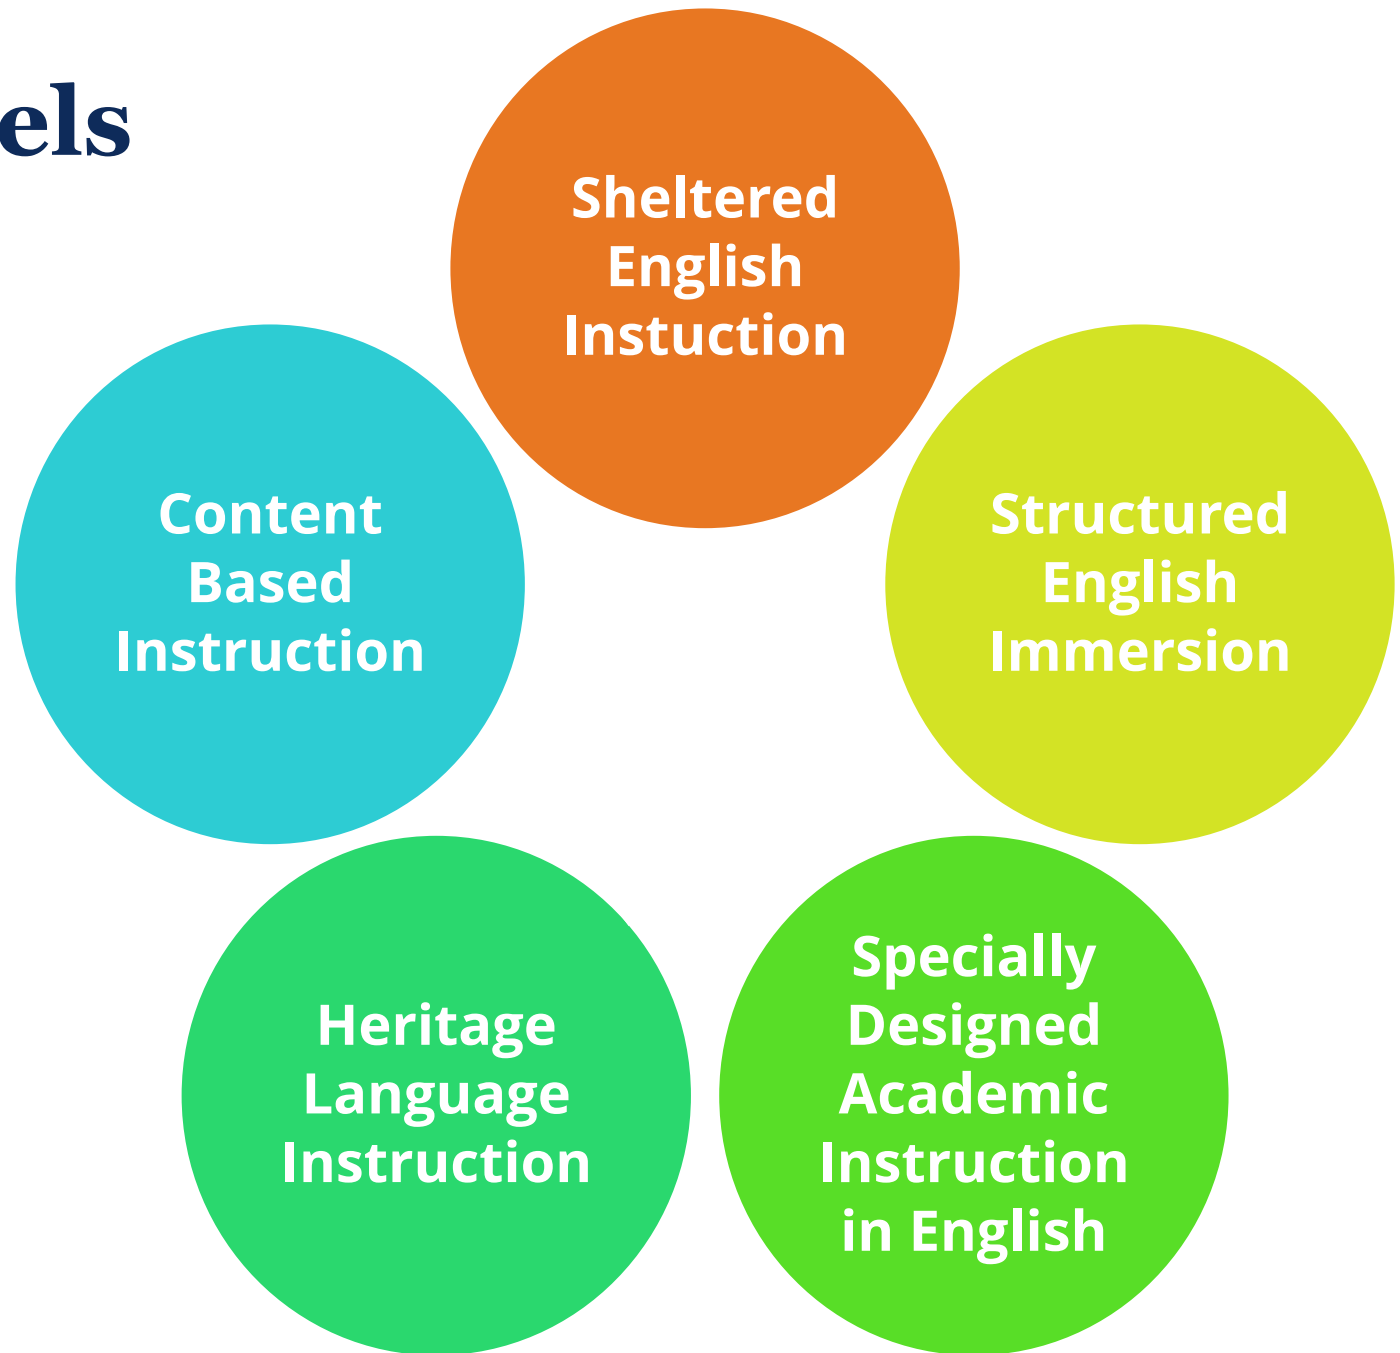 els
Sheltered
English
Instuction
Structured
English
Immersion
Specially
Designed
Academic
Instruction
in English
Heritage
Language
Instruction
Content
Based
Instruction